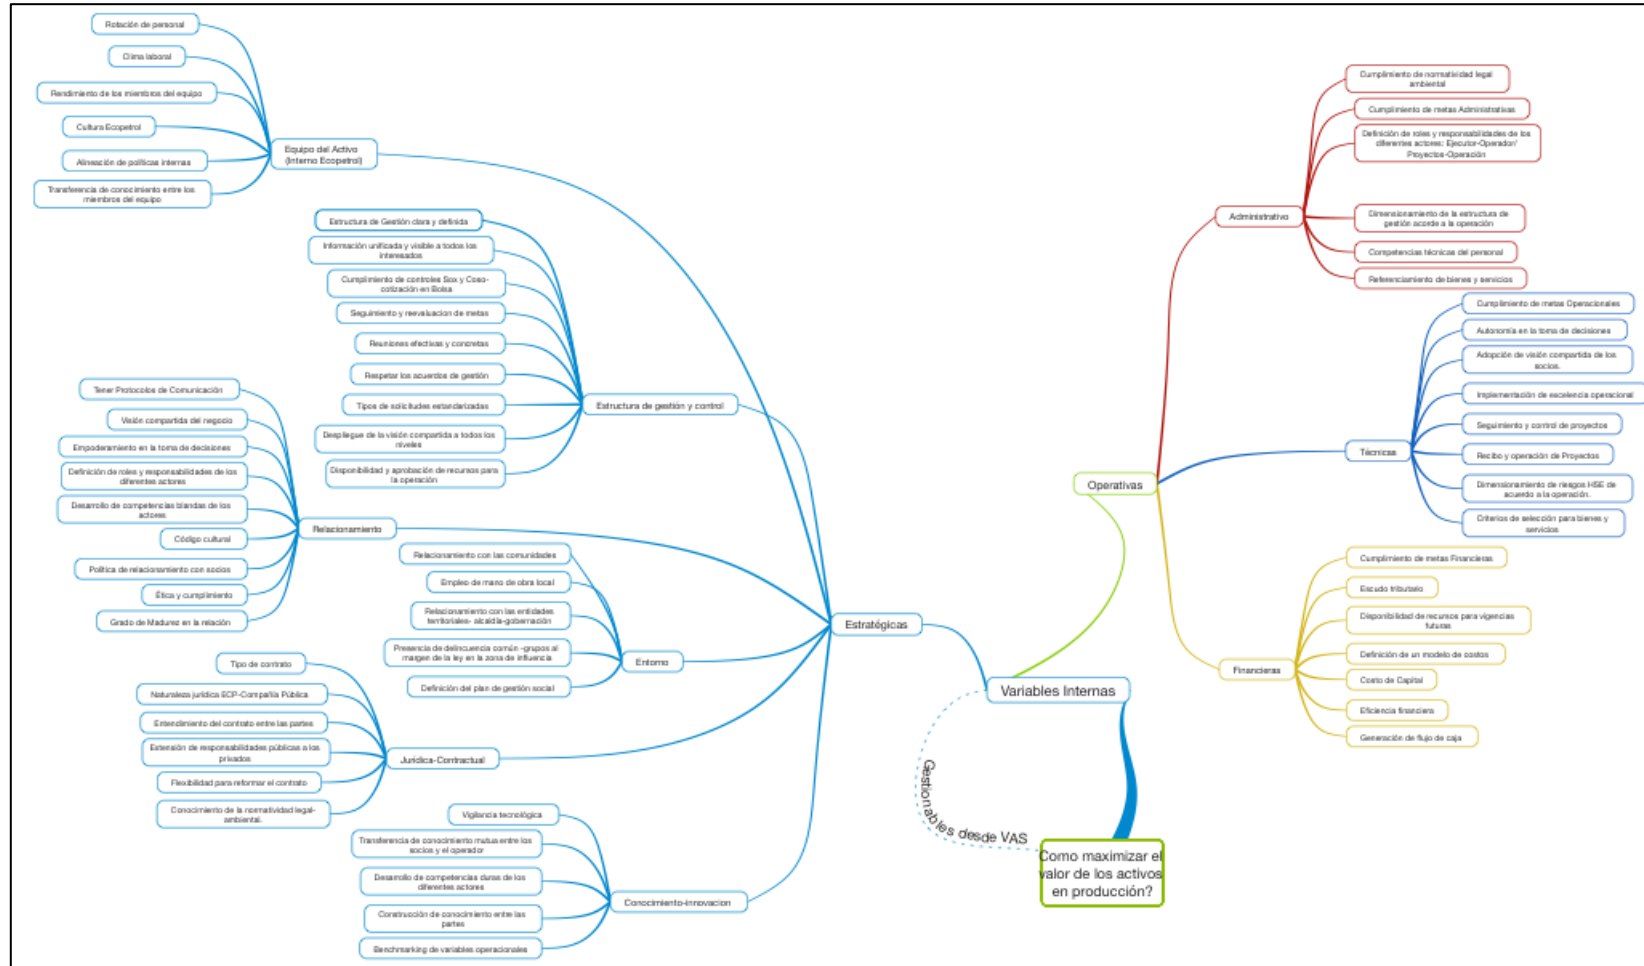 Rotación de personal
Clima laboral
Rendimiento de los miembros del equipo
Cultura Ecopetrol
Alineación de políticas internas
Transferencia de conocimiento entre los
miembros del equipo
Equipo del Activo
(Interno Ecopetrol)
Estructura de Gestión clara y definida
Información unificada y visible a todos los
interesados
Cumplimiento de controles Sox y Coso-
cotización en Bolsa
Seguimiento y reevaluacion de metas
Reuniones efectivas y concretas
Respetar los acuerdos de gestión
Tipos de solicitudes estandarizadas
Despliegue de la visión compartida a todos los
niveles
Disponibilidad y aprobación de recursos para
la operación
Estructura de gestión y control
Tener Protocolos de Comunicación
Visión compartida del negocio
Empoderamiento en la toma de decisiones
Definición de roles y responsabilidades de los
diferentes actores
Desarrollo de competencias blandas de los
actores
Código cultural
Política de relacionamiento con socios
Ética y cumplimiento
Grado de Madurez en la relación
Relacionamiento
Relacionamiento con las comunidades
Empleo de mano de obra local
Relacionamiento con las entidades
territoriales- alcaldía-gobernación
Presencia de delincuencia común -grupos al
margen de la ley en la zona de influencia
Definición del plan de gestión social
Entorno
Tipo de contrato
Naturaleza jurídica ECP-Compañía Pública
Entendimiento del contrato entre las partes
Extensión de responsabilidades públicas a los
privados
Flexibilidad para reformar el contrato
Conocimiento de la normatividad legal-
ambiental.
Jurídica-Contractual
Vigilancia tecnológica
Transferencia de conocimiento mutua entre los
socios y el operador
Desarrollo de competencias duras de los
diferentes actores
Construcción de conocimiento entre las
partes
Benchmarking de variables operacionales
Conocimiento-innovacion
Estratégicas
Variables Internas
Gestionables desde VAS
Como maximizar el
valor de los activos
en producción?
Operativas
Administrativo
Cumplimiento de normatividad legal
ambiental
Cumplimiento de metas Administrativas
Definición de roles y responsabilidades de los
diferentes actores: Ejecutor-Operador/
Proyectos-Operación
Dimensionamiento de la estructura de
gestión acorde a la operación
Competencias técnicas del personal
Referenciamiento de bienes y servicios
Técnicas
Cumplimiento de metas Operacionales
Autonomía en la toma de decisiones
Adopción de visión compartida de los
socios.
Implementación de excelencia operacional
Seguimiento y control de proyectos
Recibo y operación de Proyectos
Dimensionamiento de riesgos HSE de
acuerdo a la operación.
Criterios de selección para bienes y
servicios
Financieras
Cumplimiento de metas Financieras
Escudo tributario
Disponibilidad de recursos para vigencias
futuras
Definición de un modelo de costos
Costo de Capital
Eficiencia financiera
Generación de flujo de caja